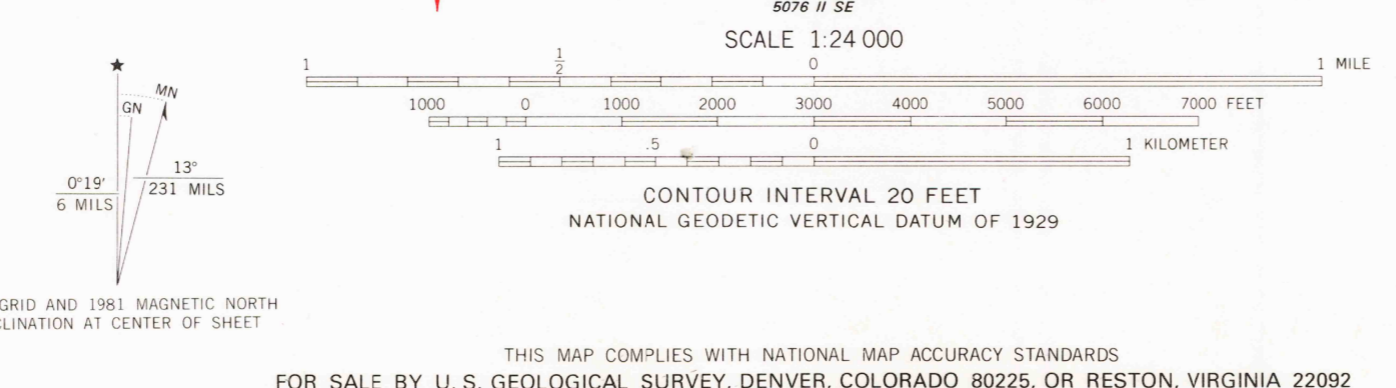 5076 II SE
SCALE 1:24 000
1 1/2 0 1 MILE
1000 0 1000 2000 3000 4000 5000 6000 7000 FEET
1 .5 0 1 KILOMETER
CONTOUR INTERVAL 20 FEET
NATIONAL GEODETIC VERTICAL DATUM OF 1929
★
MN
GN
0°19′
6 MILS
13°
231 MILS
GRID AND 1981 MAGNETIC NORTH
CLINATION AT CENTER OF SHEET
THIS MAP COMPLIES WITH NATIONAL MAP ACCURACY STANDARDS
FOR SALE BY U. S. GEOLOGICAL SURVEY, DENVER, COLORADO 80225, OR RESTON, VIRGINIA 22092